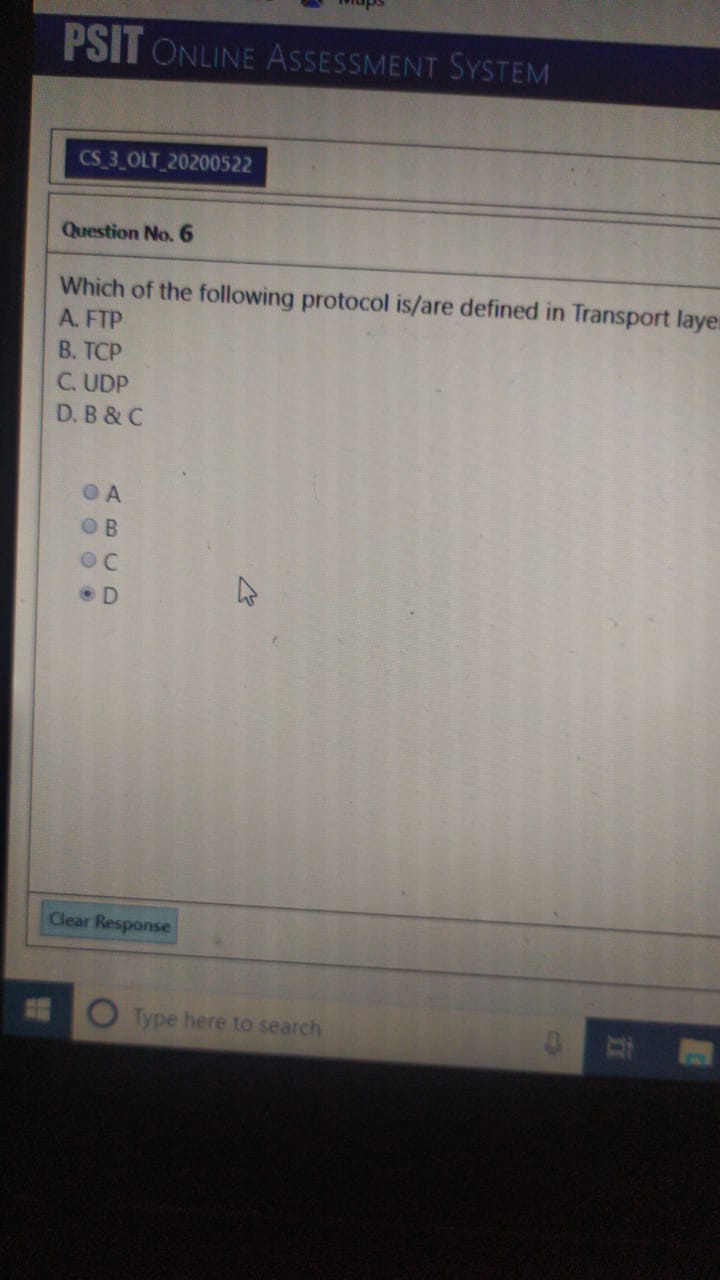 Maps
PSIT ONLINE ASSESSMENT SYSTEM
CS_3_OLT_20200522
Question No. 6
Which of the following protocol is/are defined in Transport laye
A. FTP
B. TCP
C. UDP
D. B & C
A
B
C
D
Clear Response
Type here to search